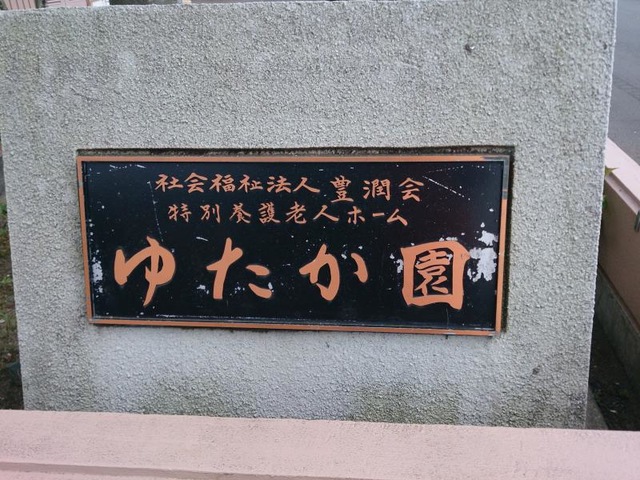 社会福祉法人豊潤会
特別養護老人ホーム
ゆたか園